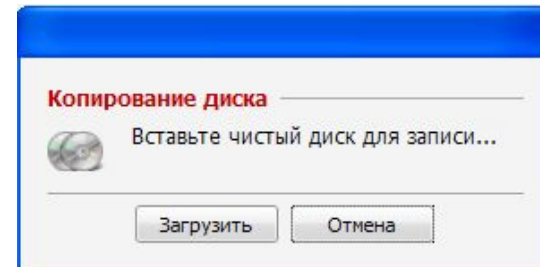 Копирование диска
Вставьте чистый диск для записи...
Загрузить Отмена